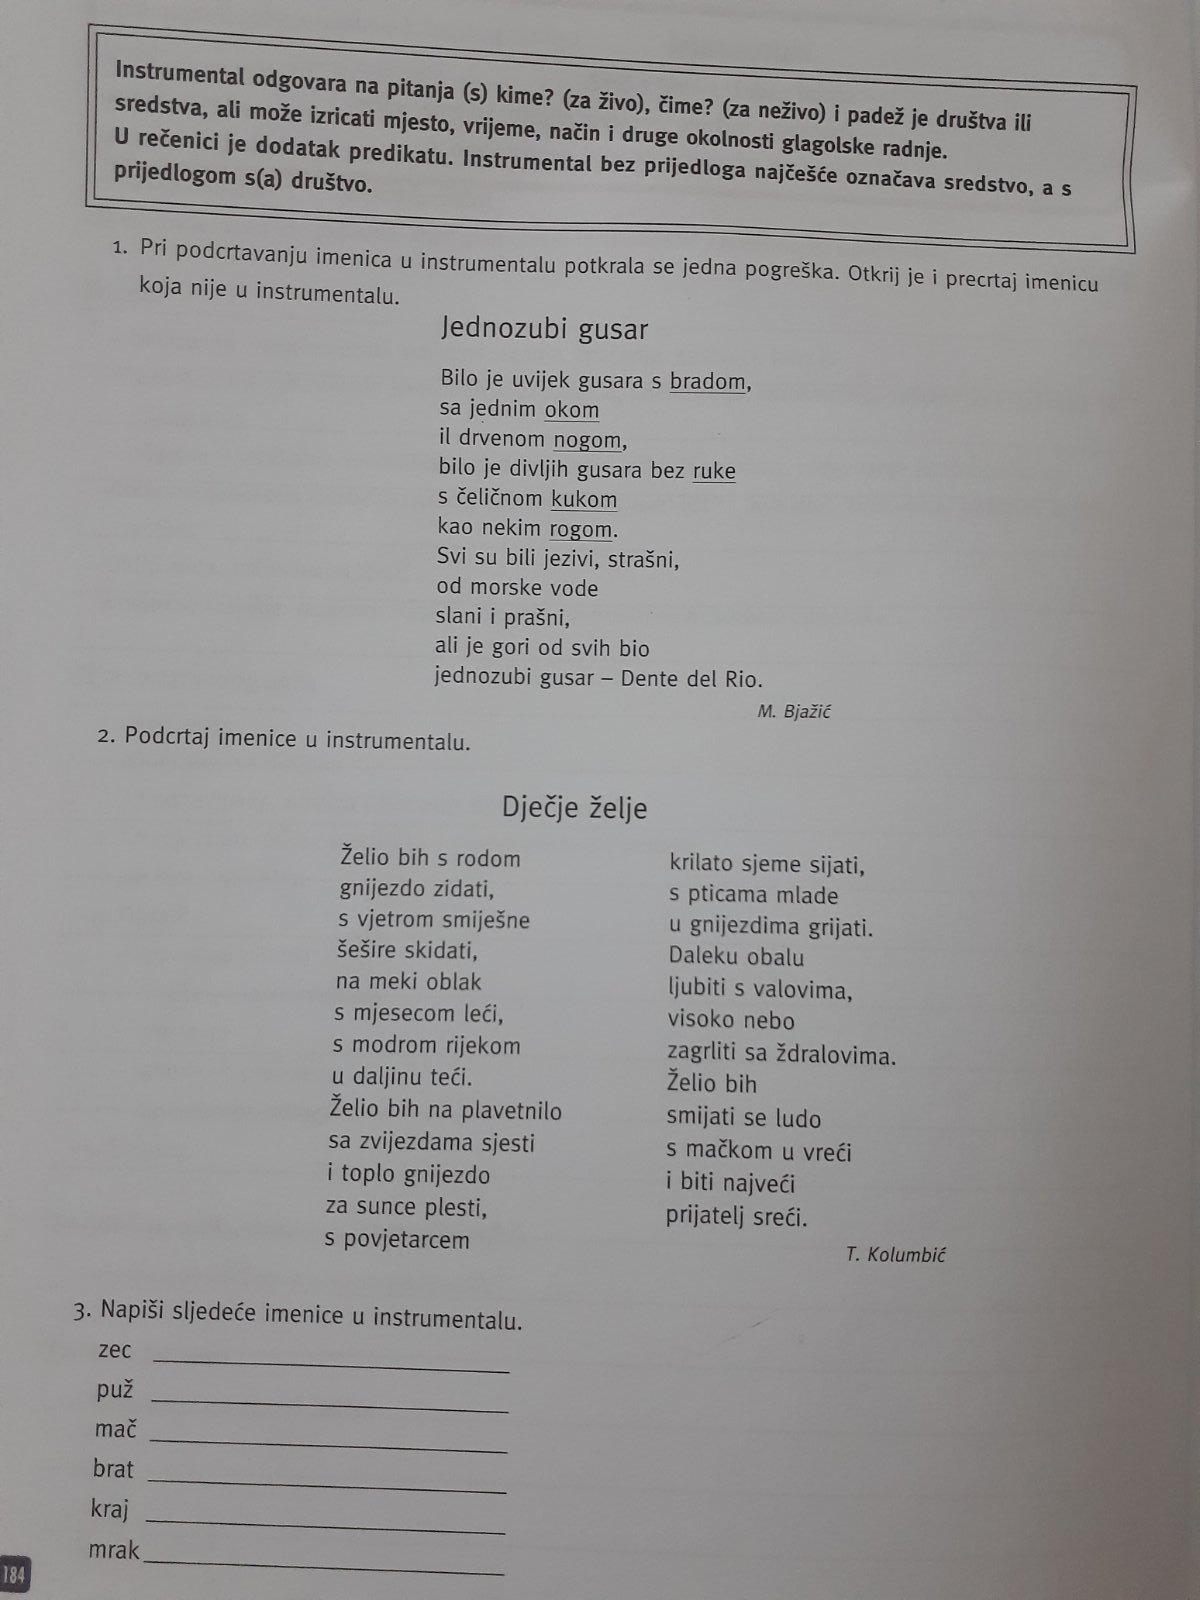 Instrumental odgovara na pitanja (s) kime? (za živo), čime? (za neživo) i padež je društva ili
sredstva, ali može izricati mjesto, vrijeme, način i druge okolnosti glagolske radnje.
U rečenici je dodatak predikatu. Instrumental bez prijedloga najčešće označava sredstvo, a s
prijedlogom s(a) društvo.
1. Pri podcrtavanju imenica u instrumentalu potkrala se jedna pogreška. Otkrij je i precrtaj imenicu
koja nije u instrumentalu.
Jednozubi gusar
Bilo je uvijek gusara s bradom,
sa jednim okom
il drvenom nogom,
bilo je divljih gusara bez ruke
s čeličnom kukom
kao nekim rogom.
Svi su bili jezivi, strašni,
od morske vode
slani i prašni,
ali je gori od svih bio
jednozubi gusar – Dente del Rio.
M. Bjažić
2. Podcrtaj imenice u instrumentalu.
Dječje želje
Želio bih s rodom
gnijezdo zidati,
s vjetrom smiješne
šešire skidati,
na meki oblak
s mjesecom leći,
s modrom rijekom
u daljinu teći.
Želio bih na plavetnilo
sa zvijezdama sjesti
i toplo gnijezdo
za sunce plesti,
s povjetarcem
krilato sjeme sijati,
s pticama mlade
u gnijezdima grijati.
Daleku obalu
ljubiti s valovima,
visoko nebo
zagrliti sa ždralovima.
Želio bih
smijati se ludo
s mačkom u vreći
i biti najveći
prijatelj sreći.
T. Kolumbić
3. Napiši sljedeće imenice u instrumentalu.
zec
puž
mač
brat
kraj
mrak
184